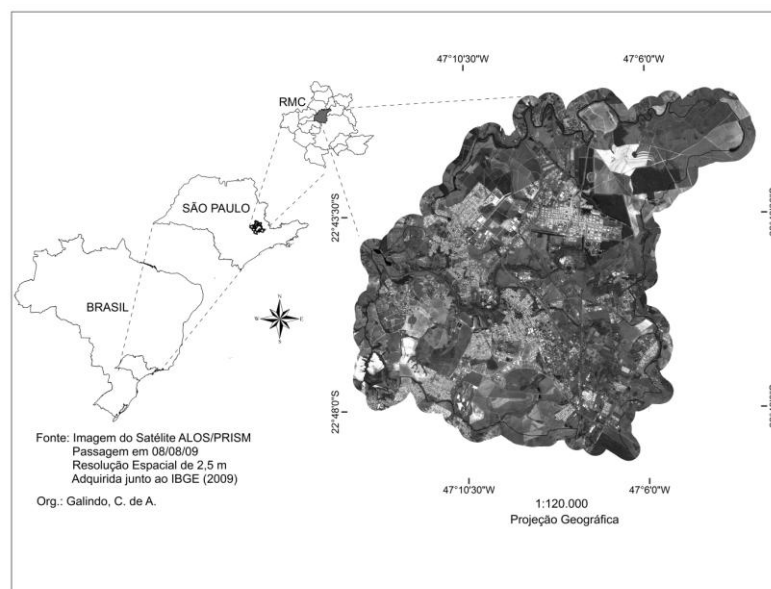 47°10'30"W
47°6'0"W
RMC
SÃO PAULO
22°43'30"S
BRASIL
N
E
S
22°48'0"S
Fonte: Imagem do Satélite ALOS/PRISM
Passagem em 08/08/09
Resolução Espacial de 2,5 m
Adquirida junto ao IBGE (2009)
Org.: Galindo, C. de A.
47°10'30"W
47°6'0"W
1:120.000
Projeção Geográfica